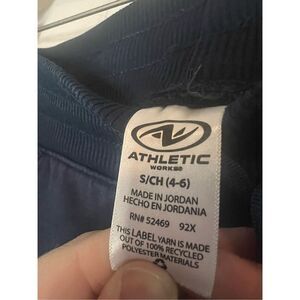 ATHLETIC
WORKS®
S/CH (4-6)
MADE IN JORDAN
HECHO EN JORDANIA
RN# 52469 92X
THIS LABEL YARN IS MADE
OUT OF 100% RECYCLED
POLYESTER MATERIALS